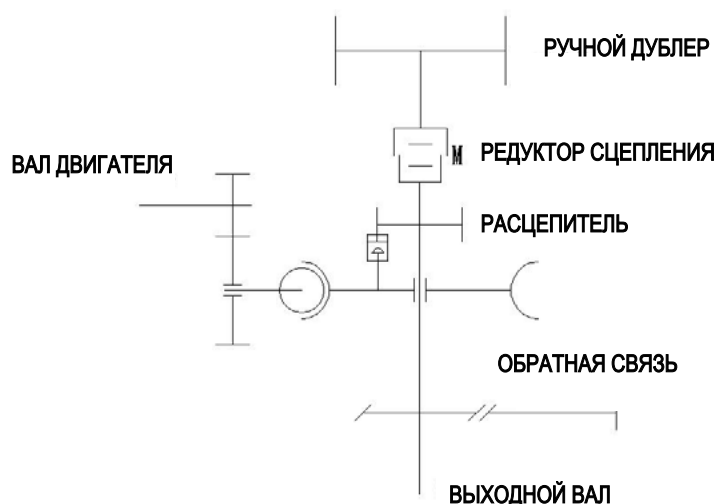 РУЧНОЙ ДУБЛЕР
ВАЛ ДВИГАТЕЛЯ
M РЕДУКТОР СЦЕПЛЕНИЯ
РАСЦЕПИТЕЛЬ
ОБРАТНАЯ СВЯЗЬ
ВЫХОДНОЙ ВАЛ